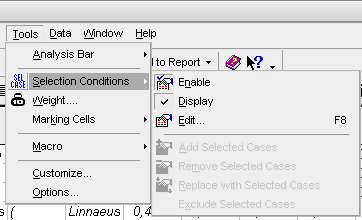 Tools Data Window Help
Analysis Bar
l to Report
SEL CASE Selection Conditions
Enable
Weight....
Display
Marking Cells
Edit... F8
Macro
Add Selected Cases
Remove Selected Cases
Customize...
Replace with Selected Cases
Options...
Exclude Selected Cases
( Linnaeus 0,4